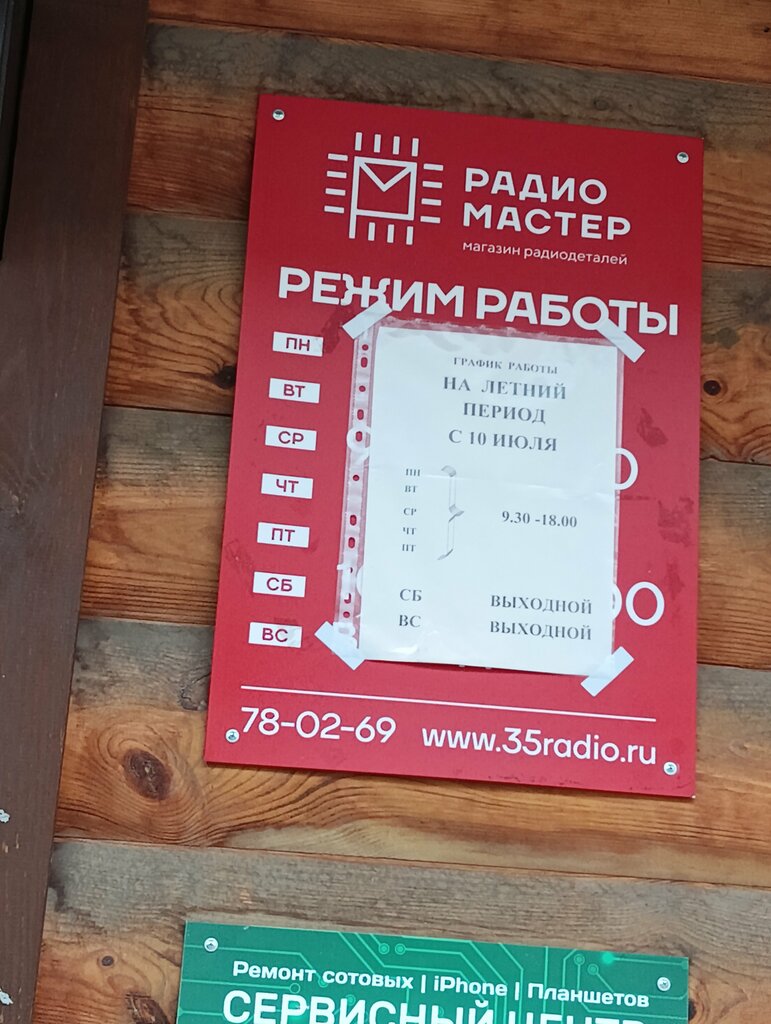 РАДИО
МАСТЕР
магазин радиодеталей
РЕЖИМ РАБОТЫ
ПН
ВТ
СР
ЧТ
ПТ
СБ
ВС
ГРАФИК РАБОТЫ
НА ЛЕТНИЙ
ПЕРИОД
С 10 ИЮЛЯ
ПН
ВТ
СР
ЧТ
ПТ
9.30 -18.00
СБ ВЫХОДНОЙ
ВС ВЫХОДНОЙ
78-02-69 www.35radio.ru
Ремонт сотовых | iPhone | Планшетов
СЕРВИСНЫЙ ЦЕНТР